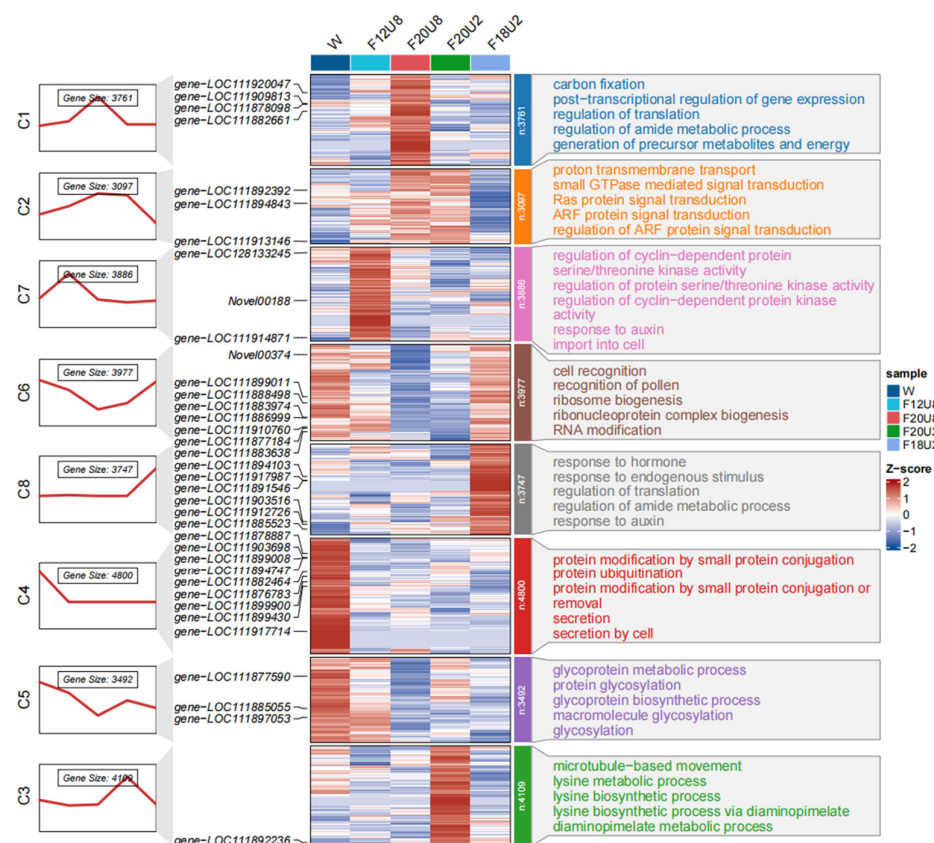 W
F12U8
F20U8
F20U2
F18U2
C1
Gene Size: 3761
gene-LOC111920047
gene-LOC111909813
gene-LOC111878098
gene-LOC111882661
n:3761
carbon fixation
post-transcriptional regulation of gene expression
regulation of translation
regulation of amide metabolic process
generation of precursor metabolites and energy
C2
Gene Size: 3097
gene-LOC111892392
gene-LOC111894843
gene-LOC111913146
n:3097
proton transmembrane transport
small GTPase mediated signal transduction
Ras protein signal transduction
ARF protein signal transduction
regulation of ARF protein signal transduction
C7
Gene Size: 3886
gene-LOC128133245
Novel00188
gene-LOC111914871
n:3886
regulation of cyclin-dependent protein
serine/threonine kinase activity
regulation of protein serine/threonine kinase activity
regulation of cyclin-dependent protein kinase
activity
response to auxin
import into cell
C6
Gene Size: 3977
Novel00374
gene-LOC111899011
gene-LOC111888498
gene-LOC111883974
gene-LOC111886999
gene-LOC111910760
gene-LOC111877184
n:3977
cell recognition
recognition of pollen
ribosome biogenesis
ribonucleoprotein complex biogenesis
RNA modification
C8
Gene Size: 3747
gene-LOC111883638
gene-LOC111894103
gene-LOC111917987
gene-LOC111891546
gene-LOC111903516
gene-LOC111912726
gene-LOC111885523
n:3747
response to hormone
response to endogenous stimulus
regulation of translation
regulation of amide metabolic process
response to auxin
C4
Gene Size: 4800
gene-LOC111878887
gene-LOC111903698
gene-LOC111899008
gene-LOC111894747
gene-LOC111882464
gene-LOC111876783
gene-LOC111899900
gene-LOC111899430
gene-LOC111917714
n:4800
protein modification by small protein conjugation
protein ubiquitination
protein modification by small protein conjugation or
removal
secretion
secretion by cell
C5
Gene Size: 3492
gene-LOC111877590
gene-LOC111885055
gene-LOC111897053
n:3492
glycoprotein metabolic process
protein glycosylation
glycoprotein biosynthetic process
macromolecule glycosylation
glycosylation
C3
Gene Size: 4109
gene-LOC111892236
n:4109
microtubule-based movement
lysine metabolic process
lysine biosynthetic process
lysine biosynthetic process via diaminopimelate
diaminopimelate metabolic process
sample
W
F12U8
F20U8
F20U2
F18U2
Z-score
2
1
0
−1
−2